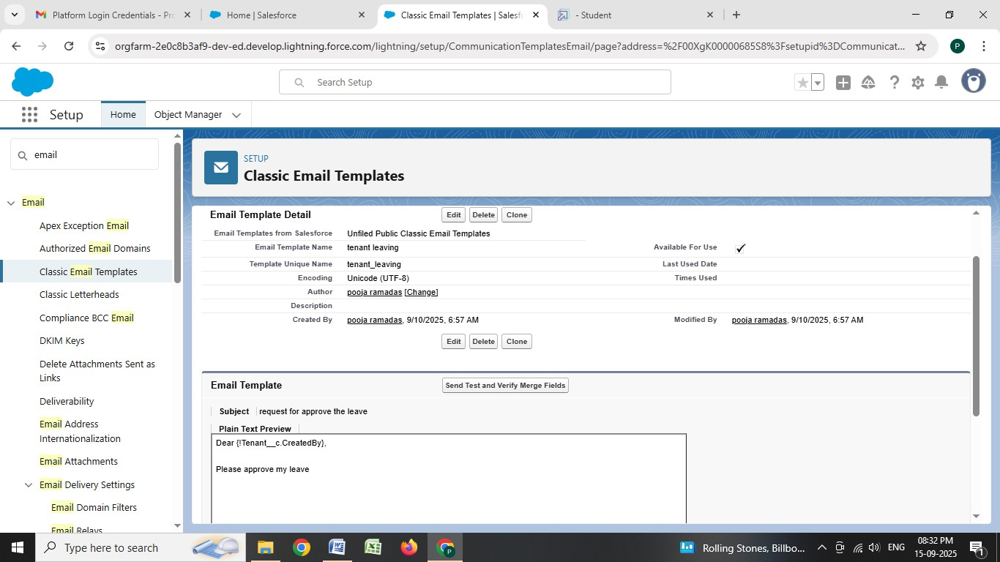 Platform Login Credentials - Pro
Home | Salesforce
Classic Email Templates | Salesfo
- Student
orgfarm-2e0c8b3af9-dev-ed.develop.lightning.force.com/lightning/setup/CommunicationTemplatesEmail/page?address=%2F00XgK00000685S8%3Fsetupid%3DCommunicat...
P
Search Setup
Setup
Home
Object Manager
email
Email
Apex Exception Email
Authorized Email Domains
Classic Email Templates
Classic Letterheads
Compliance BCC Email
DKIM Keys
Delete Attachments Sent as
Links
Deliverability
Email Address
Internationalization
Email Attachments
Email Delivery Settings
Email Domain Filters
Email Relays
SETUP
Classic Email Templates
Email Template Detail Edit Delete Clone
Email Templates from Salesforce Unfiled Public Classic Email Templates
Email Template Name tenant leaving Available For Use ✓
Template Unique Name tenant_leaving Last Used Date
Encoding Unicode (UTF-8) Times Used
Author pooja ramadas [Change]
Description
Created By pooja ramadas, 9/10/2025, 6:57 AM Modified By pooja ramadas, 9/10/2025, 6:57 AM
Edit Delete Clone
Email Template Send Test and Verify Merge Fields
Subject request for approve the leave
Plain Text Preview
Dear {!Tenant__c.CreatedBy},
Please approve my leave
Type here to search
Rolling Stones, Billbo...
ENG
08:32 PM
15-09-2025
1